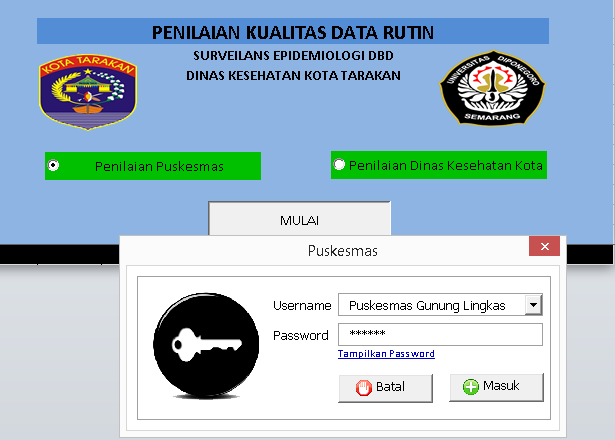 PENILAIAN KUALITAS DATA RUTIN
SURVEILANS EPIDEMIOLOGI DBD
DINAS KESEHATAN KOTA TARAKAN
KOTA TARAKAN
UNIVERSITAS DIPONEGORO
SEMARANG
Penilaian Puskesmas
Penilaian Dinas Kesehatan Kota
MULAI
Puskesmas
Username Puskesmas Gunung Lingkas
Password ******
Tampilkan Password
Batal Masuk